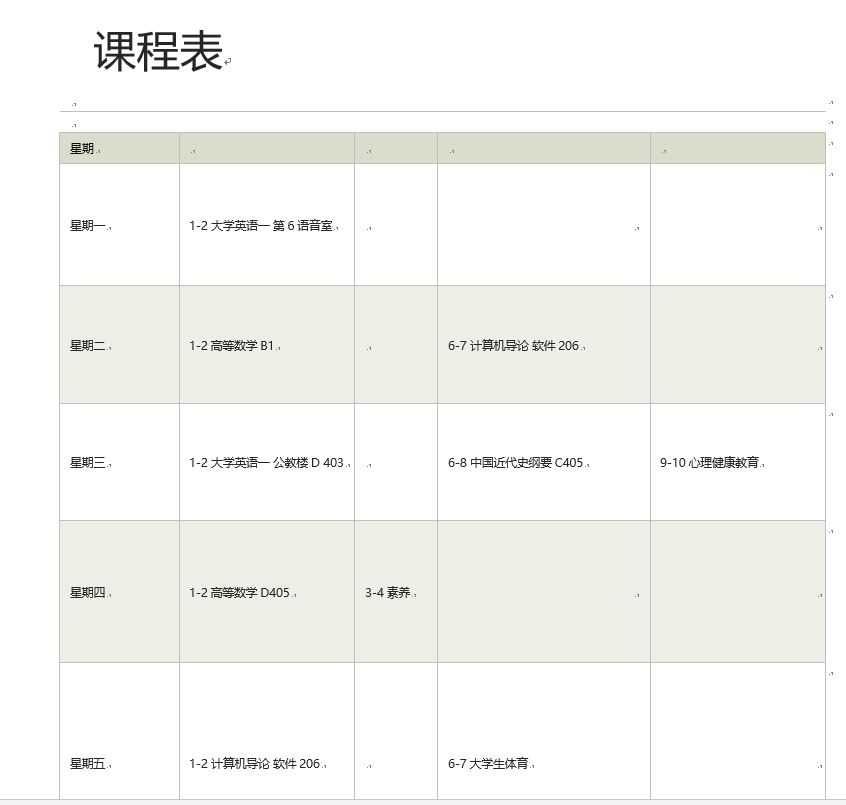 课程表
星期
星期一 1-2 大学英语一 第 6 语音室
星期二 1-2 高等数学 B1 6-7 计算机导论 软件 206
星期三 1-2 大学英语一 公教楼 D 403 6-8 中国近代史纲要 C405 9-10 心理健康教育
星期四 1-2 高等数学 D405 3-4 素养
星期五 1-2 计算机导论 软件 206 6-7 大学生体育